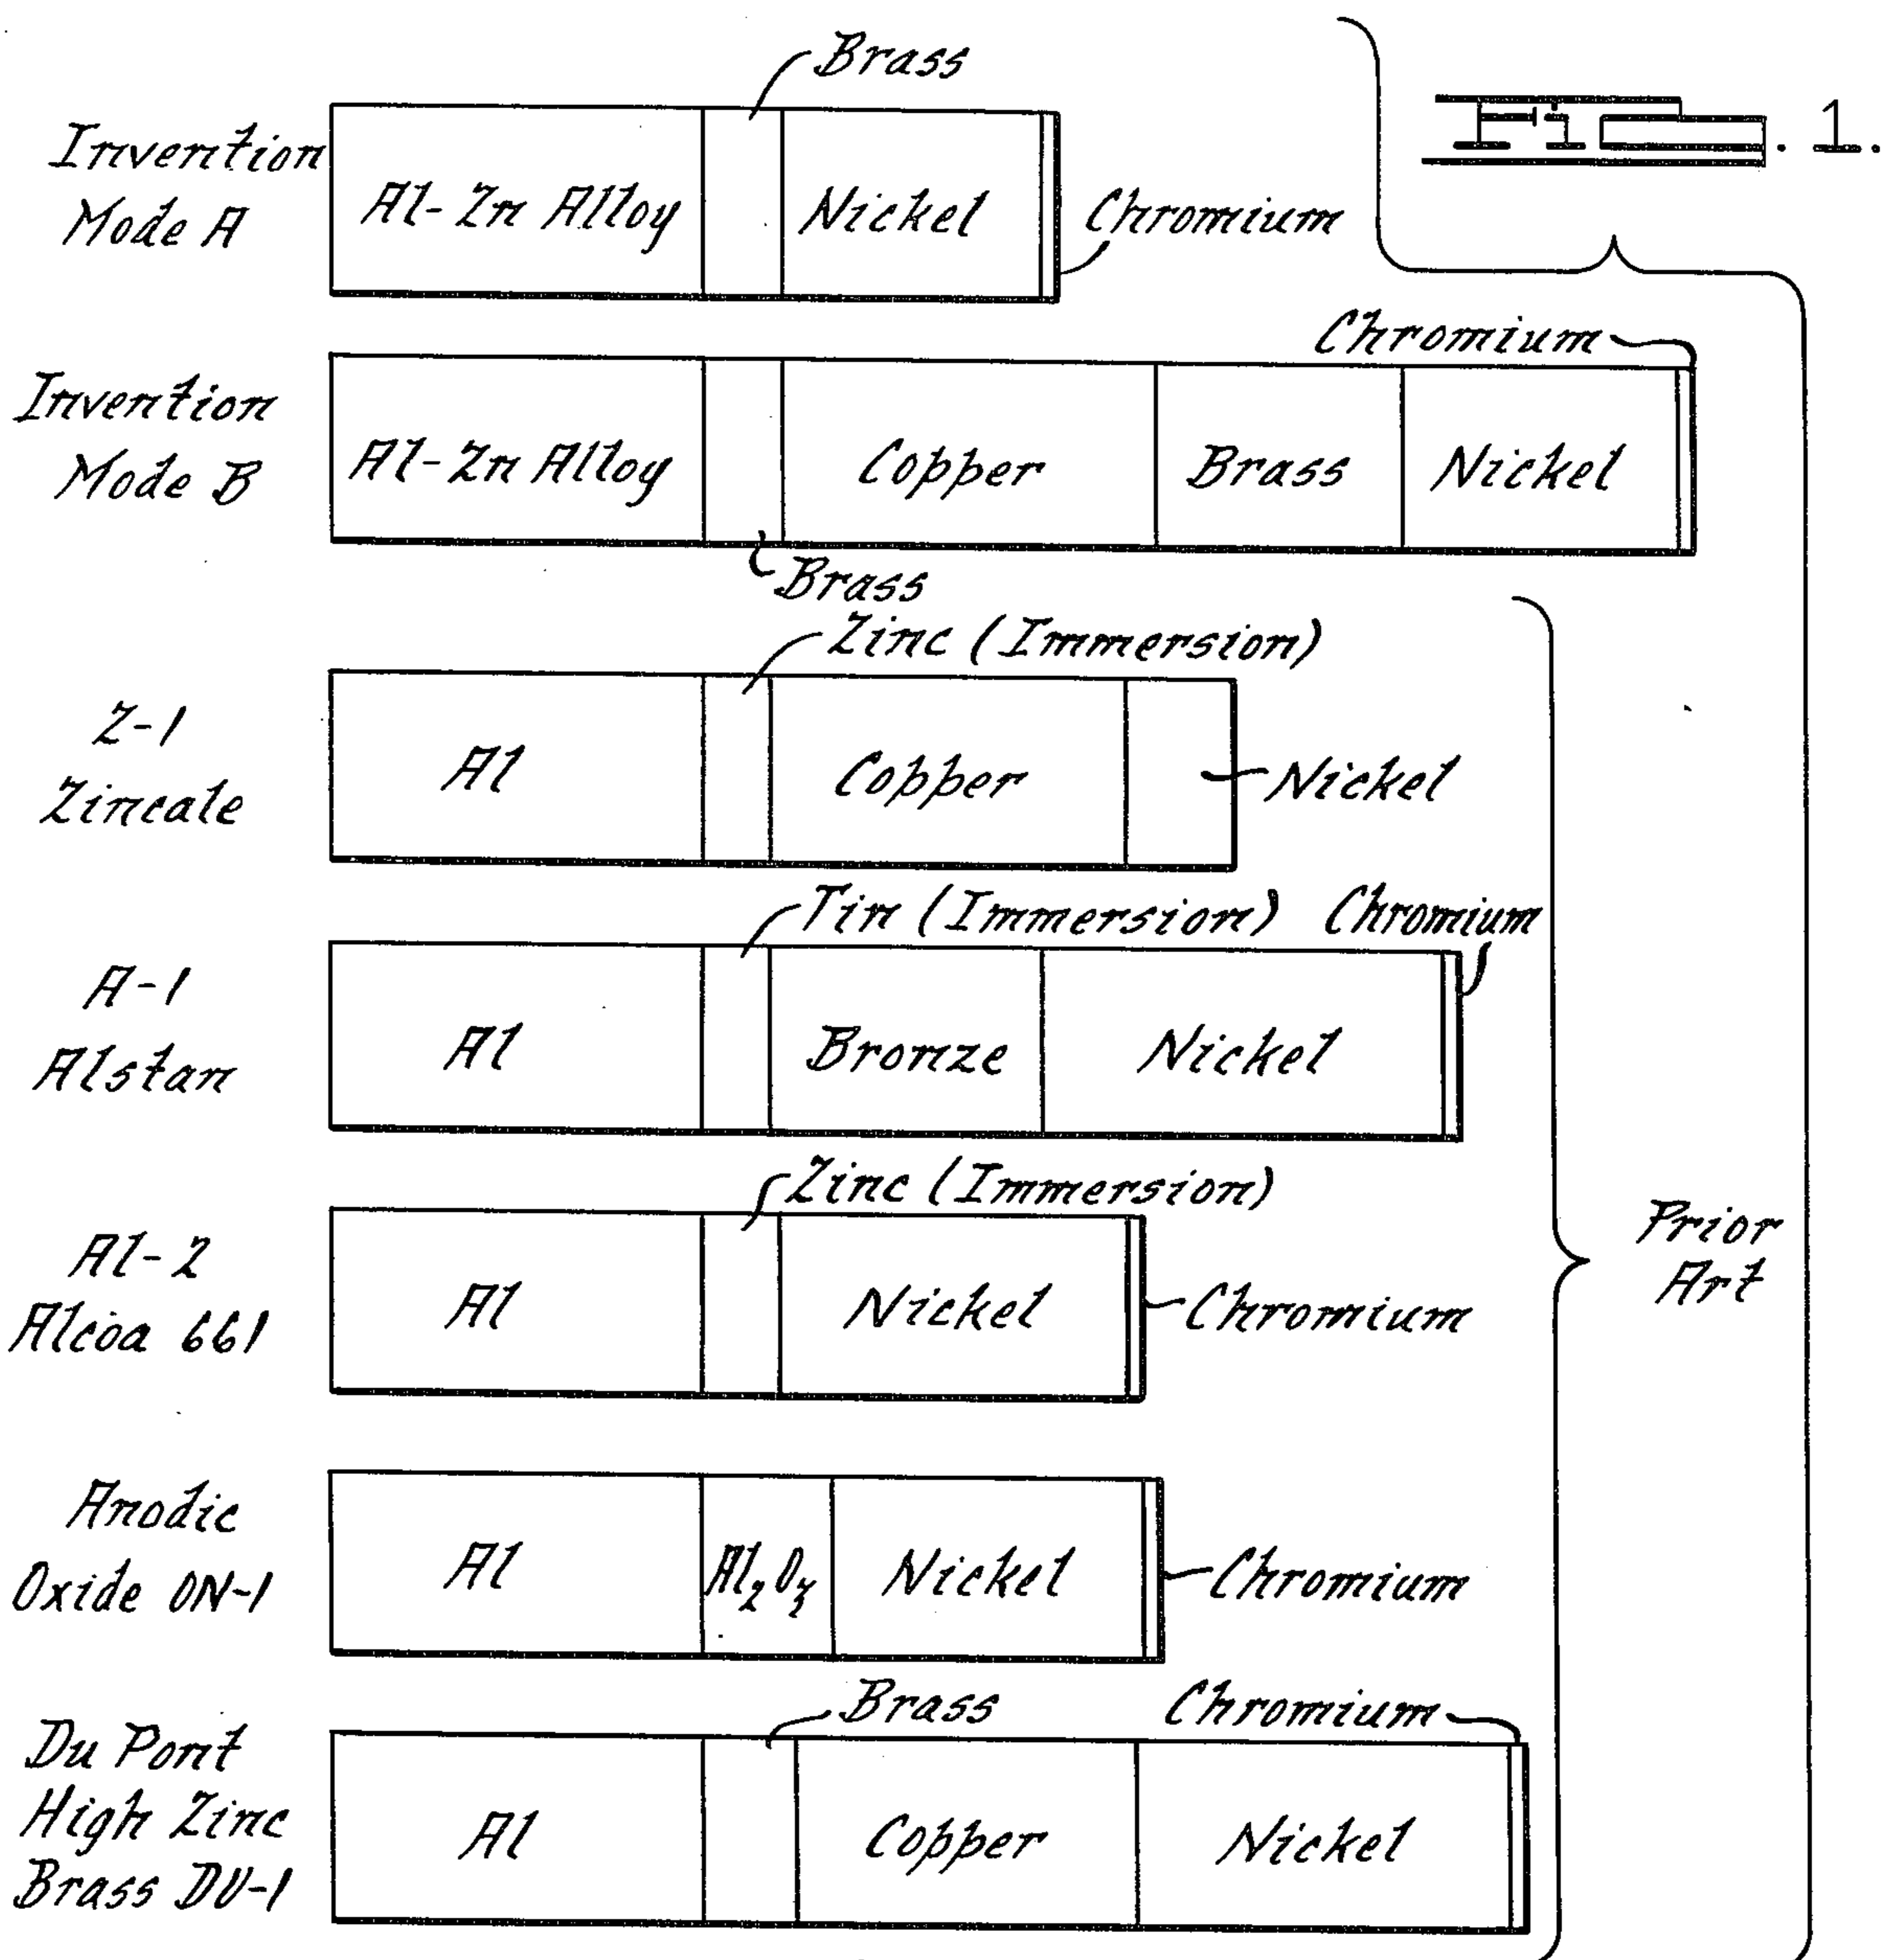 Fig. 1.
Brass
Invention
Mode A
Al-Zn Alloy
Nickel
Chromium
Chromium
Invention
Mode B
Al-Zn Alloy
Copper
Brass
Nickel
Brass
Zinc (Immersion)
Z-1
Zincate
Al
Copper
Nickel
Tin (Immersion)
Chromium
A-1
Alstan
Al
Bronze
Nickel
Zinc (Immersion)
Al-2
Alcoa 661
Al
Nickel
Chromium
Prior
Art
Anodic
Oxide ON-1
Al
Al₂O₃
Nickel
Chromium
Brass
Chromium
Du Pont
High Zinc
Brass DU-1
Al
Copper
Nickel